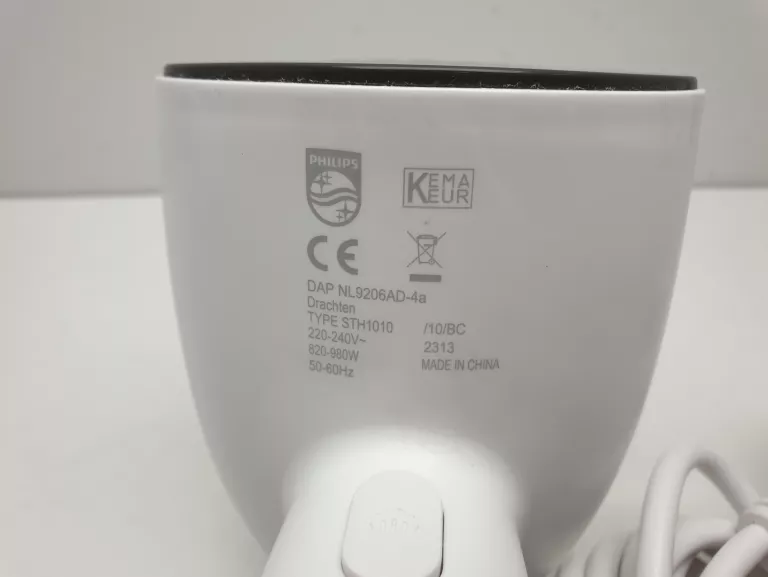 PHILIPS
KEMA
KEUR
CE
DAP NL9206AD-4a
Drachten
TYPE STH1010 /10/BC
220-240V~ 2313
820-980W MADE IN CHINA
50-60Hz